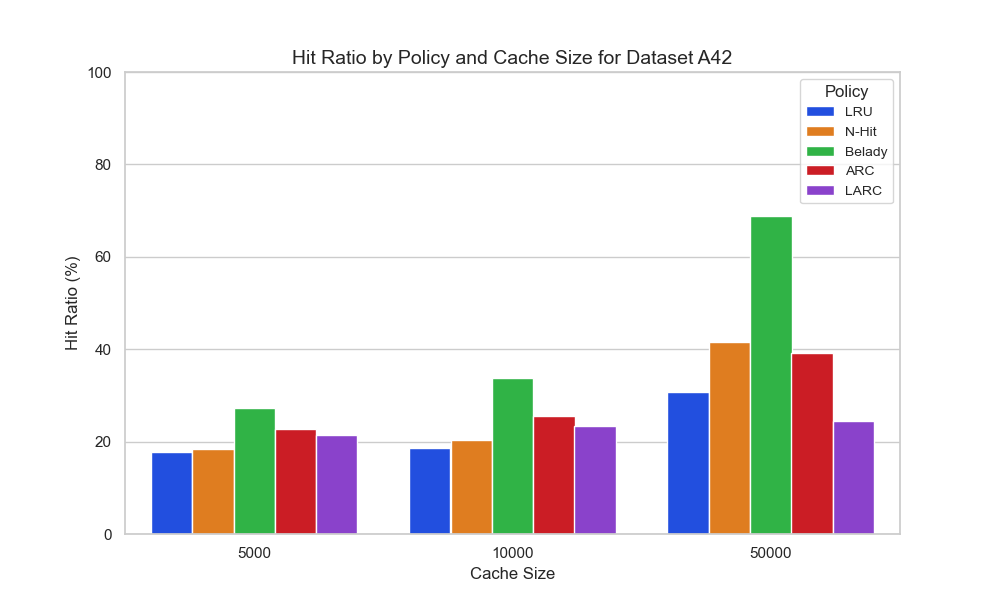 Hit Ratio by Policy and Cache Size for Dataset A42
100
80
60
40
20
0
Hit Ratio (%)
Policy
LRU
N-Hit
Belady
ARC
LARC
5000
10000
50000
Cache Size